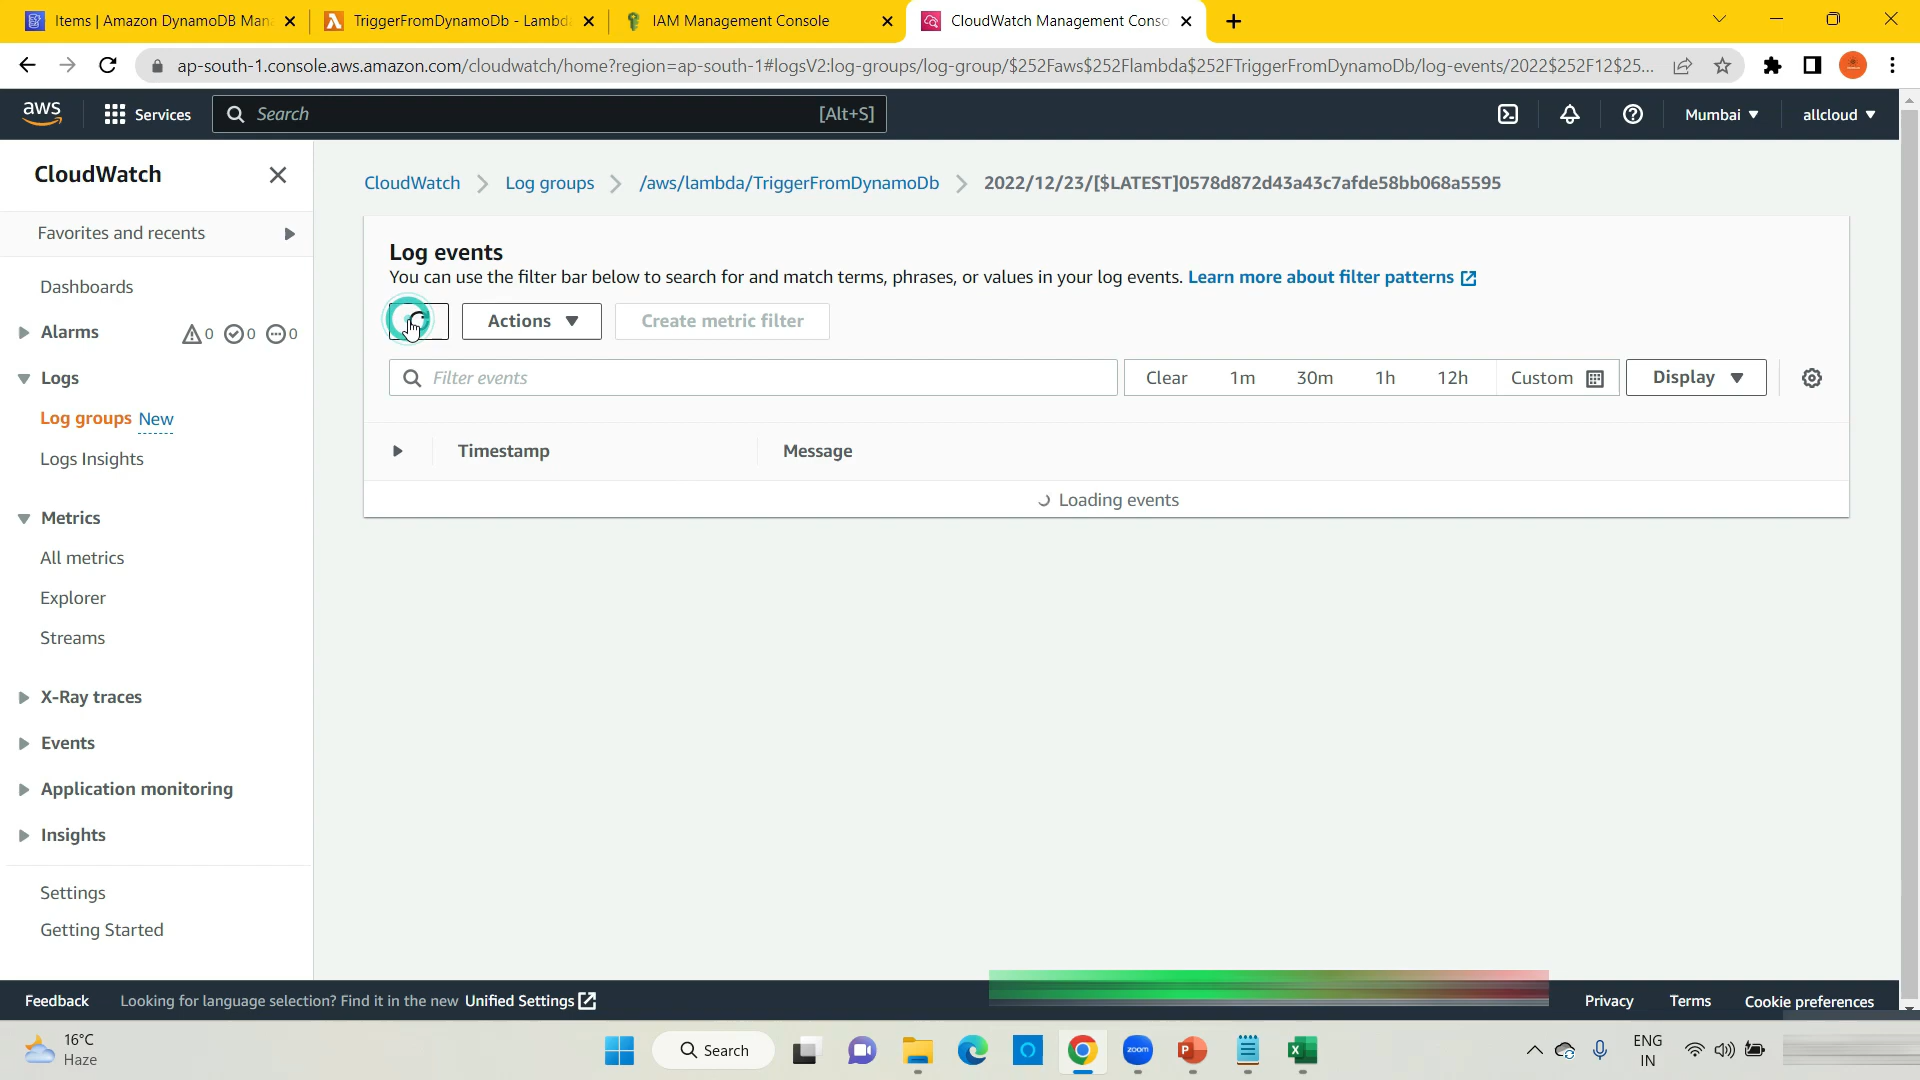 Items | Amazon DynamoDB Man
TriggerFromDynamoDb - Lambd
IAM Management Console
CloudWatch Management Conso
ap-south-1.console.aws.amazon.com/cloudwatch/home?region=ap-south-1#logsV2:log-groups/log-group/$252Faws$252Flambda$252FTriggerFromDynamoDb/log-events/2022$252F12$25...
aws
Services
Search
[Alt+S]
Mumbai
allcloud
CloudWatch
Favorites and recents
Dashboards
Alarms 0 0 0
Logs
Log groups New
Logs Insights
Metrics
All metrics
Explorer
Streams
X-Ray traces
Events
Application monitoring
Insights
Settings
Getting Started
CloudWatch
Log groups
/aws/lambda/TriggerFromDynamoDb
2022/12/23/[$LATEST]0578d872d43a43c7afde58bb068a5595
Log events
You can use the filter bar below to search for and match terms, phrases, or values in your log events. Learn more about filter patterns
Actions
Create metric filter
Filter events
Clear 1m 30m 1h 12h Custom
Display
Timestamp
Message
Loading events
Feedback
Looking for language selection? Find it in the new Unified Settings
Privacy
Terms
Cookie preferences
16°C
Haze
Search
zoom
ENG
IN